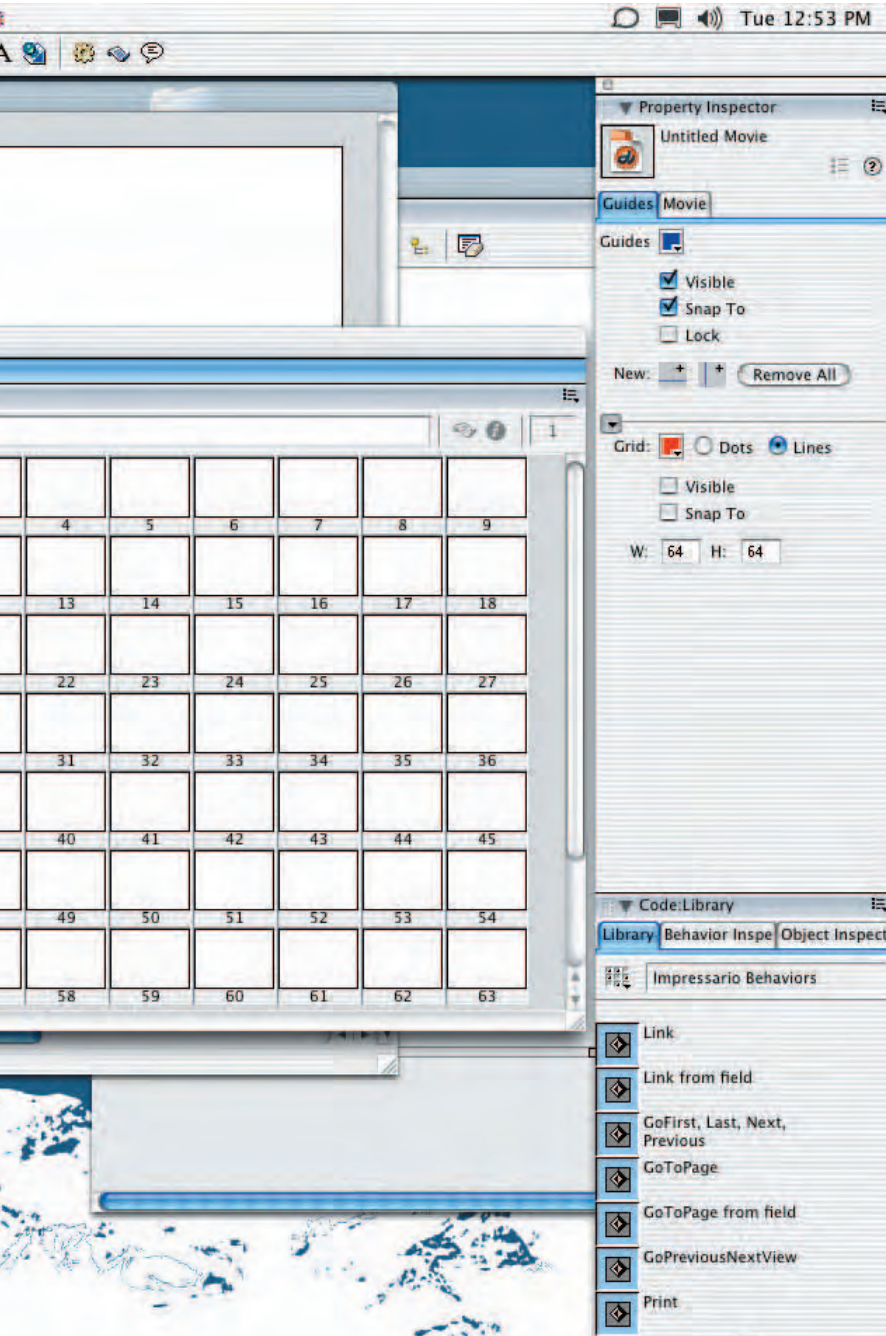 Tue 12:53 PM
A
Property Inspector
Untitled Movie
?
Guides Movie
Guides
Visible
Snap To
Lock
New: + + Remove All
1
Grid: Dots Lines
Visible
Snap To
W: 64 H: 64
4 5 6 7 8 9
13 14 15 16 17 18
22 23 24 25 26 27
31 32 33 34 35 36
40 41 42 43 44 45
49 50 51 52 53 54
58 59 60 61 62 63
Code:Library
Library Behavior Inspe Object Inspect
Impressario Behaviors
Link
Link from field
GoFirst, Last, Next,
Previous
GoToPage
GoToPage from field
GoPreviousNextView
Print